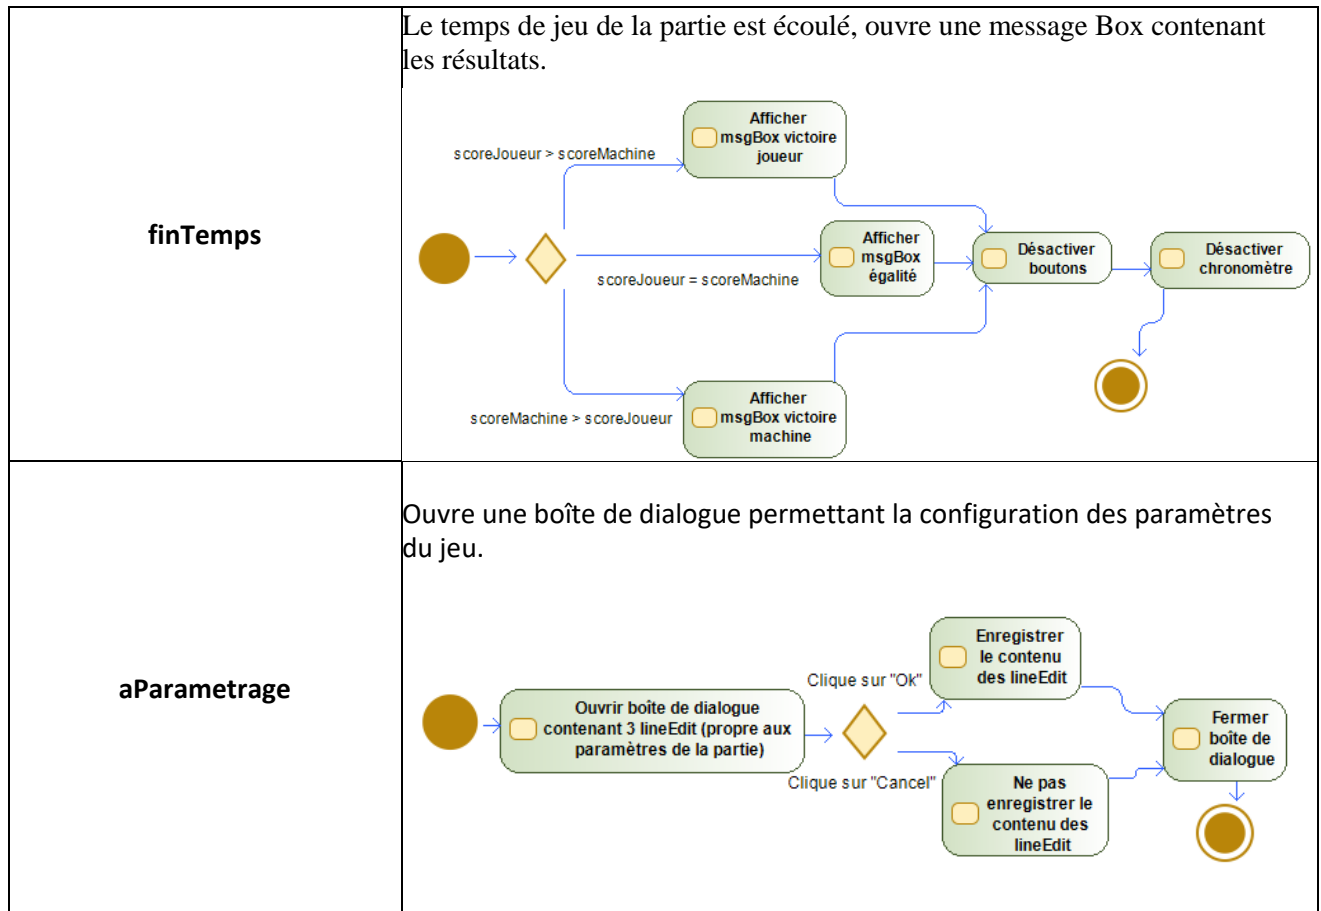 Le temps de jeu de la partie est écoulé, ouvre une message Box contenant
les résultats.
finTemps
scoreJoueur > scoreMachine
Afficher
msgBox victoire
joueur
scoreJoueur = scoreMachine
Afficher
msgBox
égalité
Désactiver
boutons
Désactiver
chronomètre
scoreMachine > scoreJoueur
Afficher
msgBox victoire
machine
Ouvre une boîte de dialogue permettant la configuration des paramètres
du jeu.
aParametrage
Ouvrir boîte de dialogue
contenant 3 lineEdit (propre aux
paramètres de la partie)
Clique sur "Ok"
Enregistrer
le contenu
des lineEdit
Clique sur "Cancel"
Ne pas
enregistrer le
contenu des
lineEdit
Fermer
boîte de
dialogue